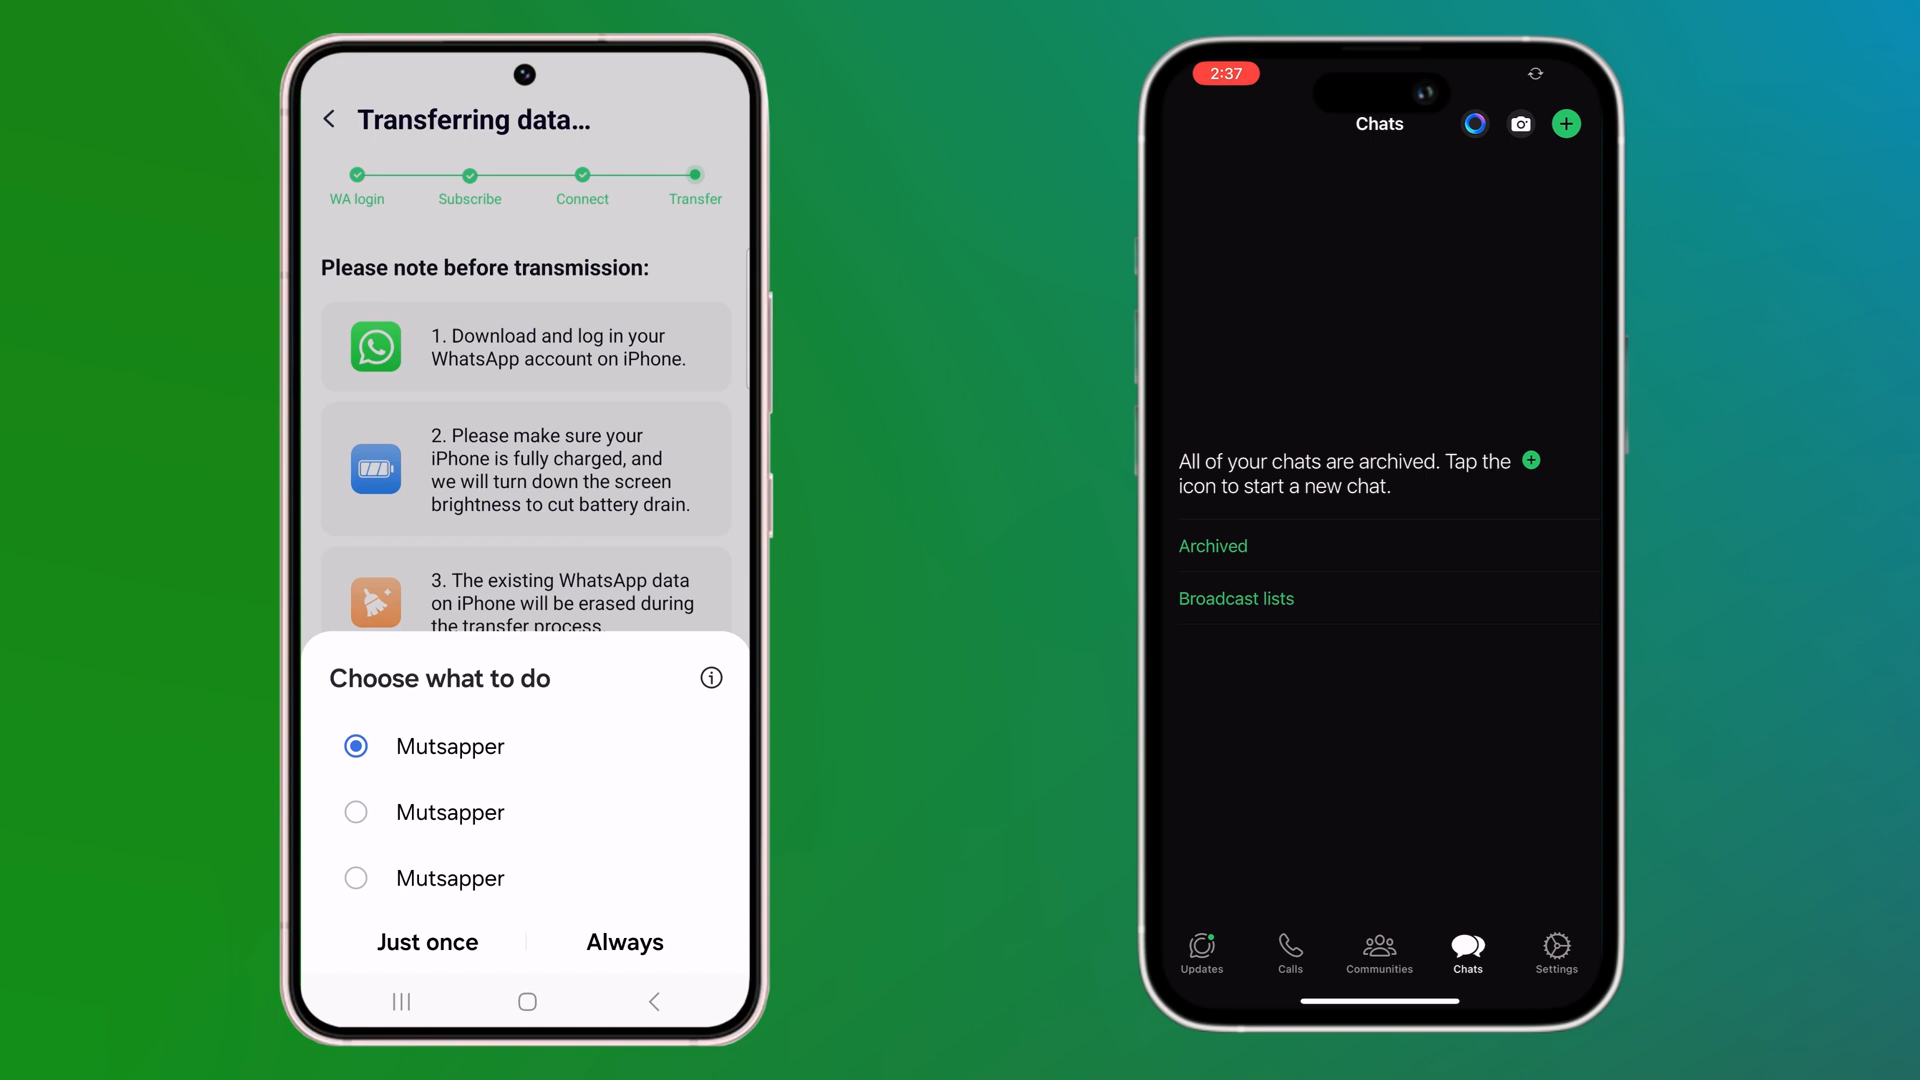 Transferring data...
WA login
Subscribe
Connect
Transfer
Please note before transmission:
1. Download and log in your
WhatsApp account on iPhone.
2. Please make sure your
iPhone is fully charged, and
we will turn down the screen
brightness to cut battery drain.
3. The existing WhatsApp data
on iPhone will be erased during
the transfer process.
Choose what to do
Mutsapper
Mutsapper
Mutsapper
Just once
Always
2:37
Chats
All of your chats are archived. Tap the
icon to start a new chat.
Archived
Broadcast lists
Updates
Calls
Communities
Chats
Settings